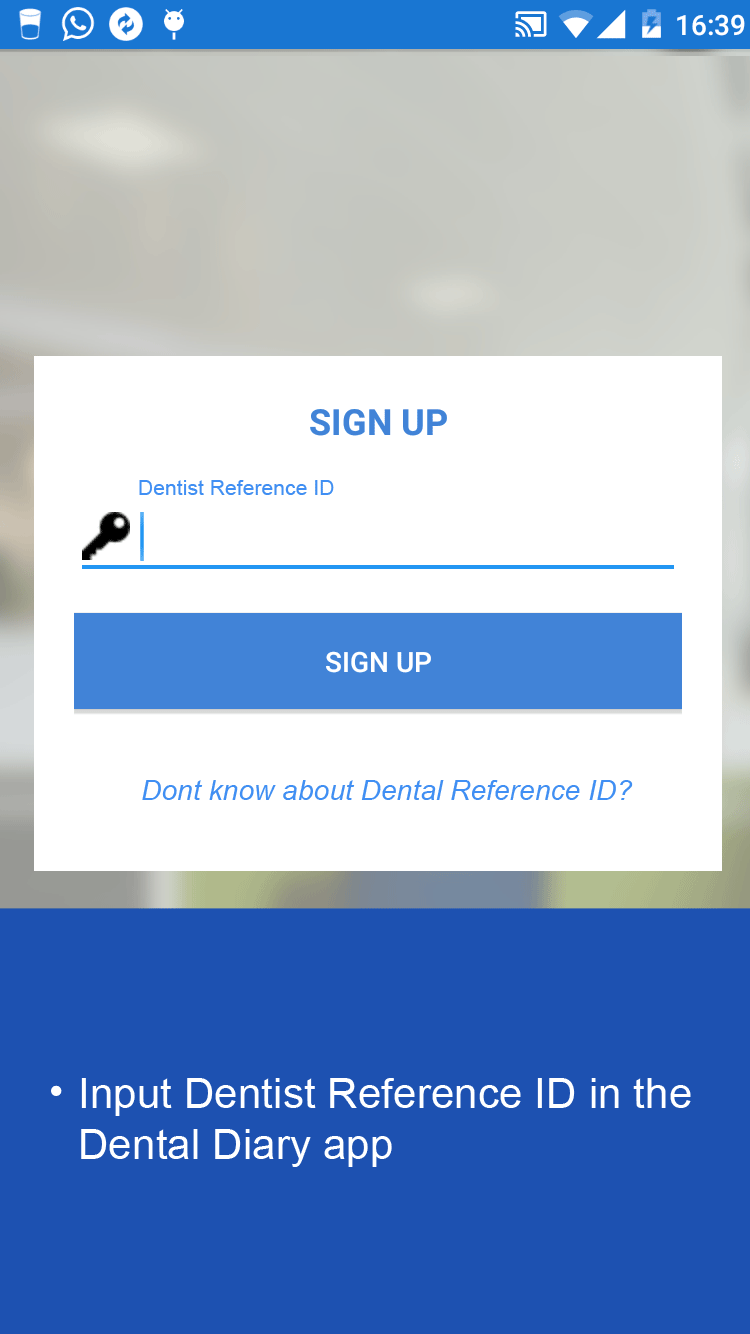 16:39
SIGN UP
Dentist Reference ID
SIGN UP
Dont know about Dental Reference ID?
• Input Dentist Reference ID in the
Dental Diary app